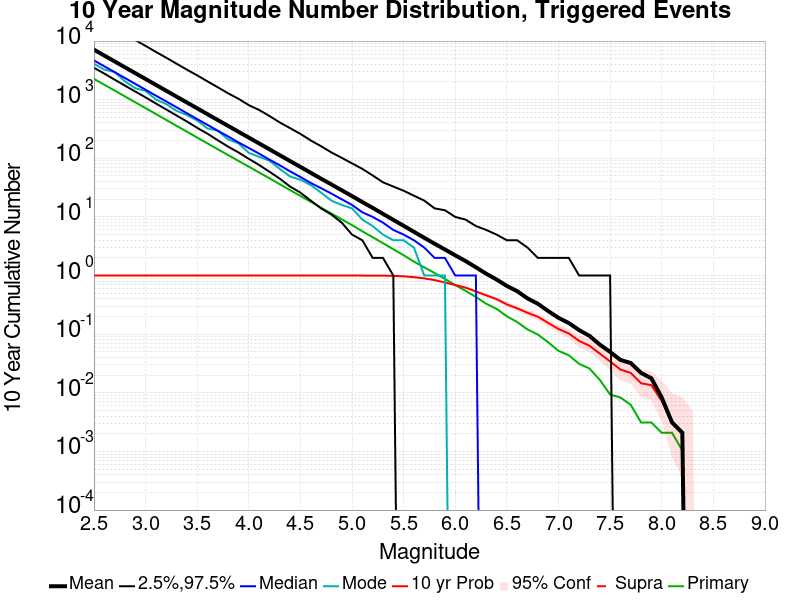 10 Year Magnitude Number Distribution, Triggered Events
10 Year Cumulative Number
10^4
10^3
10^2
10^1
10^0
10^-1
10^-2
10^-3
10^-4
2.5 3.0 3.5 4.0 4.5 5.0 5.5 6.0 6.5 7.0 7.5 8.0 8.5 9.0
Magnitude
Mean 2.5%,97.5% Median Mode 10 yr Prob 95% Conf Supra Primary